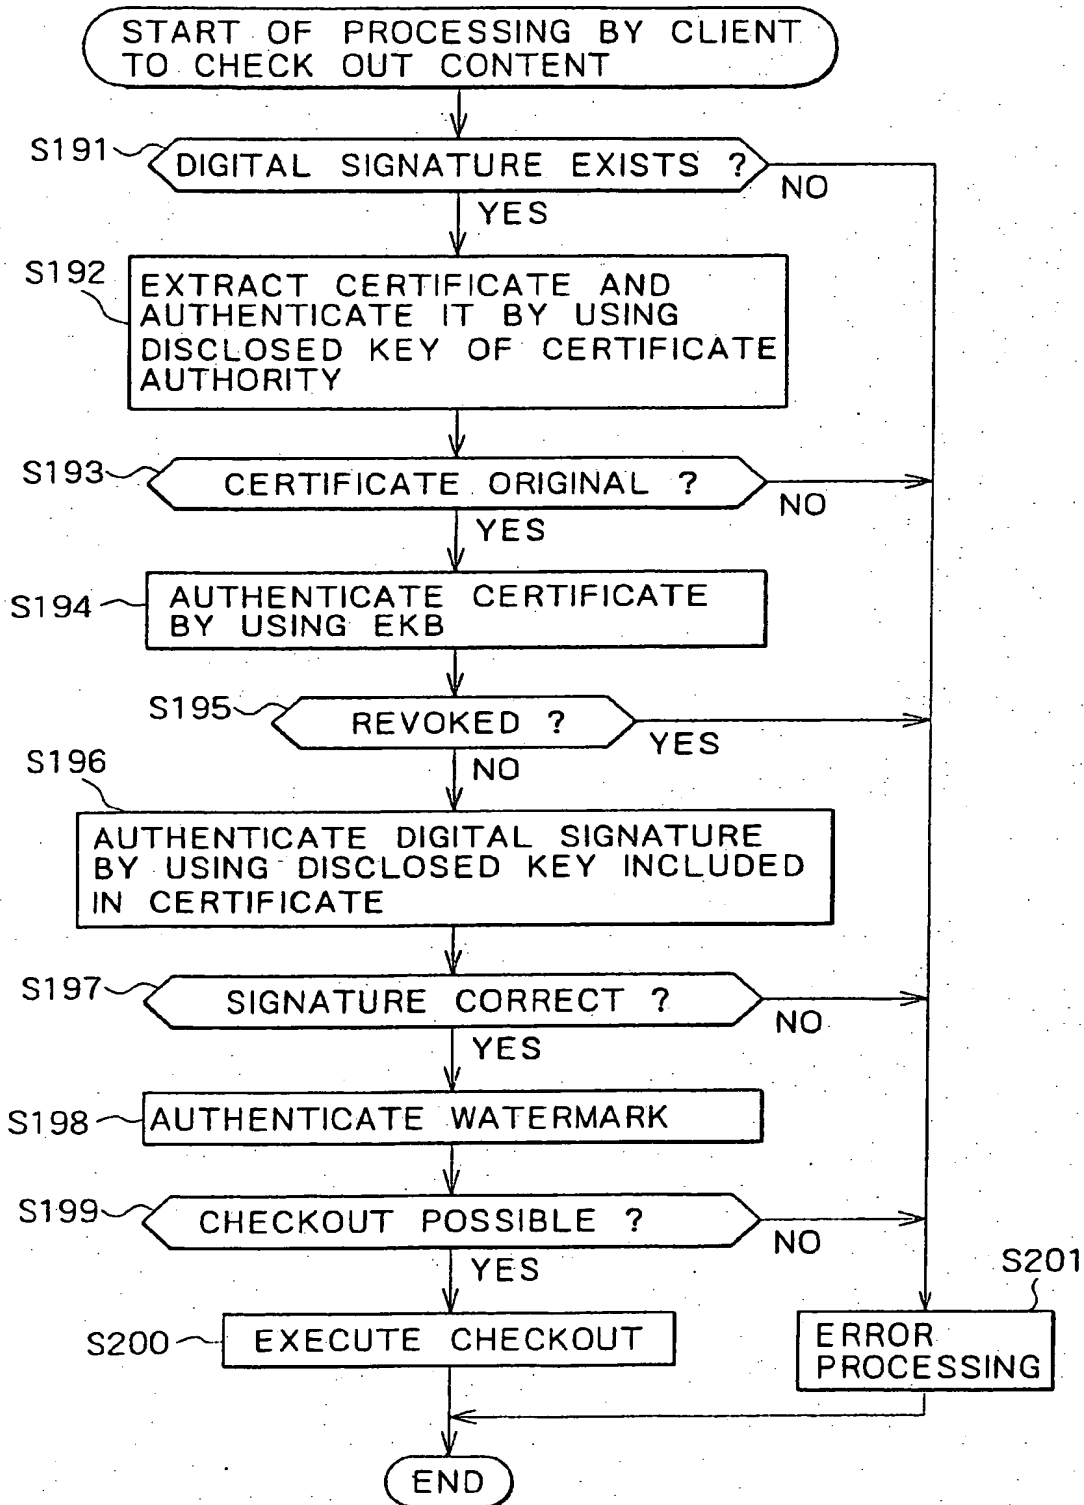 START OF PROCESSING BY CLIENT
TO CHECK OUT CONTENT
S191
DIGITAL SIGNATURE EXISTS ?
NO
YES
S192
EXTRACT CERTIFICATE AND
AUTHENTICATE IT BY USING
DISCLOSED KEY OF CERTIFICATE
AUTHORITY
S193
CERTIFICATE ORIGINAL ?
NO
YES
S194
AUTHENTICATE CERTIFICATE
BY USING EKB
S195
REVOKED ?
YES
NO
S196
AUTHENTICATE DIGITAL SIGNATURE
BY USING DISCLOSED KEY INCLUDED
IN CERTIFICATE
S197
SIGNATURE CORRECT ?
NO
YES
S198
AUTHENTICATE WATERMARK
S199
CHECKOUT POSSIBLE ?
NO
YES
S201
S200
EXECUTE CHECKOUT
ERROR
PROCESSING
END